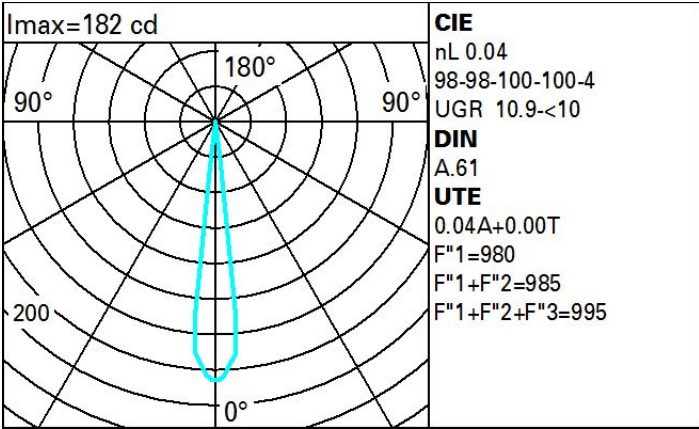 Imax=182 cd
180°
90°
90°
200
0°
CIE
nL 0.04
98-98-100-100-4
UGR 10.9-<10
DIN
A.61
UTE
0.04A+0.00T
F"1=980
F"1+F"2=985
F"1+F"2+F"3=995